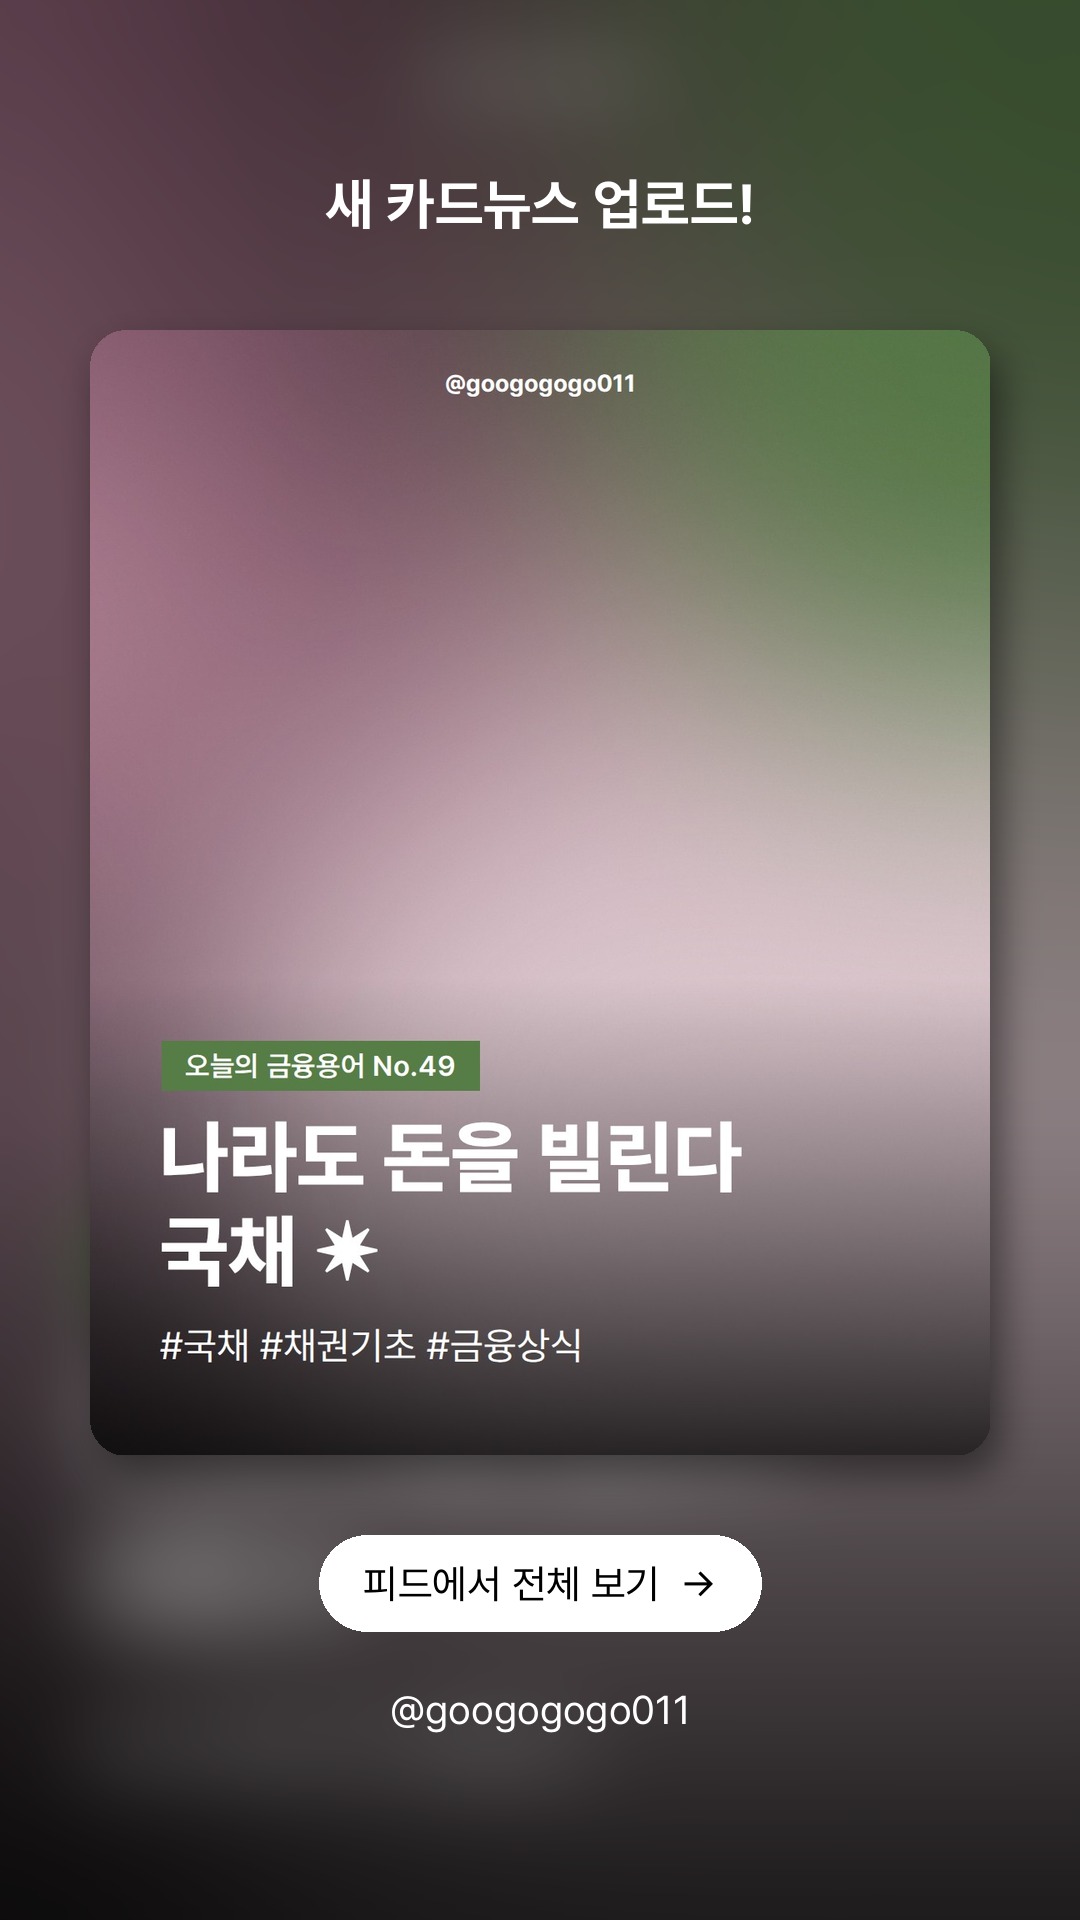 새 카드뉴스 업로드!
@googogogo011
오늘의 금융용어 No.49
나라도 돈을 빌린다
국채 ✷
#국채 #채권기초 #금융상식
피드에서 전체 보기 →
@googogogo011